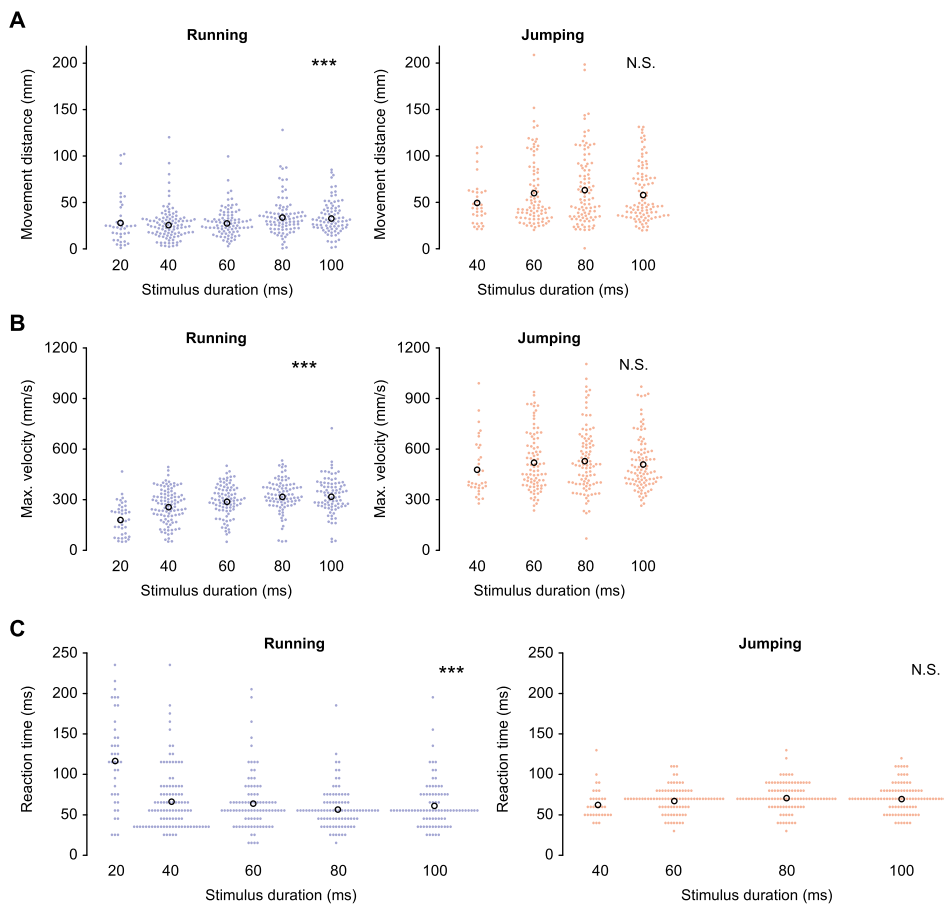 A
Running
Jumping
***
N.S.
Movement distance (mm)
200
150
100
50
0
20 40 60 80 100
Stimulus duration (ms)
Movement distance (mm)
200
150
100
50
0
40 60 80 100
Stimulus duration (ms)
B
Running
Jumping
***
N.S.
Max. velocity (mm/s)
1200
900
600
300
0
20 40 60 80 100
Stimulus duration (ms)
Max. velocity (mm/s)
1200
900
600
300
0
40 60 80 100
Stimulus duration (ms)
C
Running
Jumping
***
N.S.
Reaction time (ms)
250
200
150
100
50
0
20 40 60 80 100
Stimulus duration (ms)
Reaction time (ms)
250
200
150
100
50
0
40 60 80 100
Stimulus duration (ms)